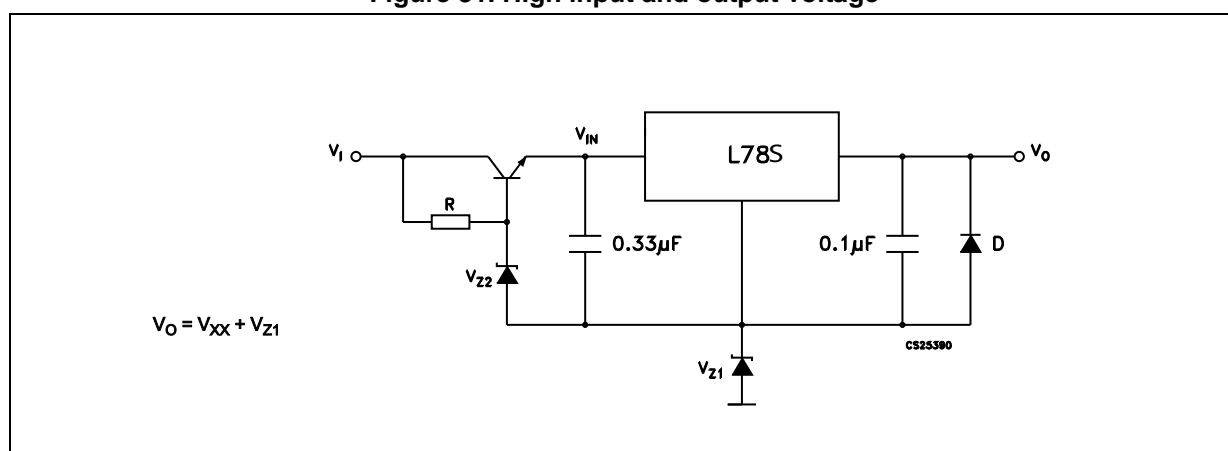 Figure 31. High input and output voltage
V_I
V_IN
L78S
V_O
R
0.33µF
0.1µF
D
V_Z2
V_O = V_XX + V_Z1
CS25390
V_Z1